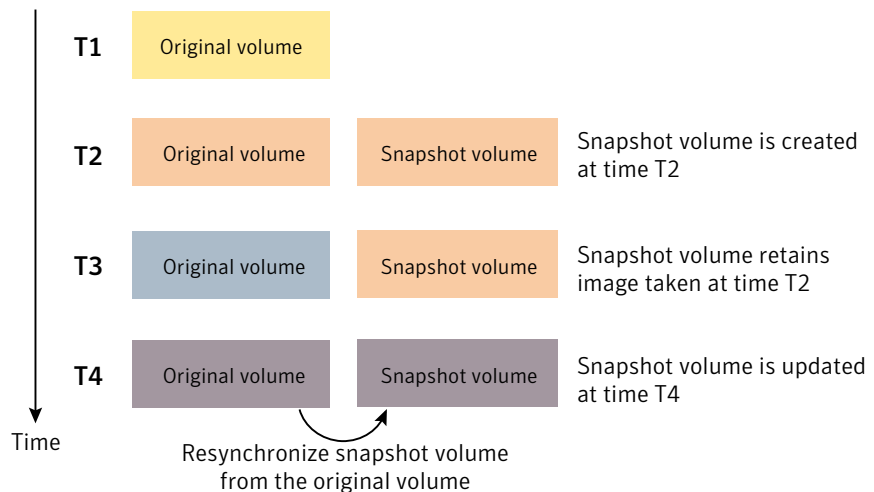 T1
Original volume
T2
Original volume
Snapshot volume
Snapshot volume is created
at time T2
T3
Original volume
Snapshot volume
Snapshot volume retains
image taken at time T2
T4
Original volume
Snapshot volume
Snapshot volume is updated
at time T4
Time
Resynchronize snapshot volume
from the original volume